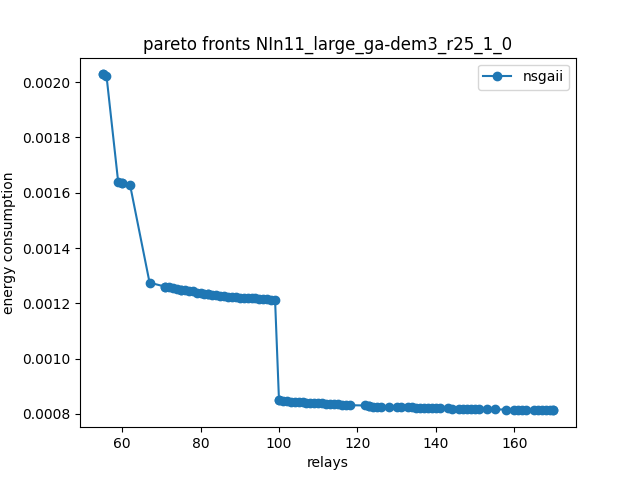 pareto fronts NIn11_large_ga-dem3_r25_1_0
nsgaii
energy consumption
0.0020
0.0018
0.0016
0.0014
0.0012
0.0010
0.0008
60 80 100 120 140 160
relays